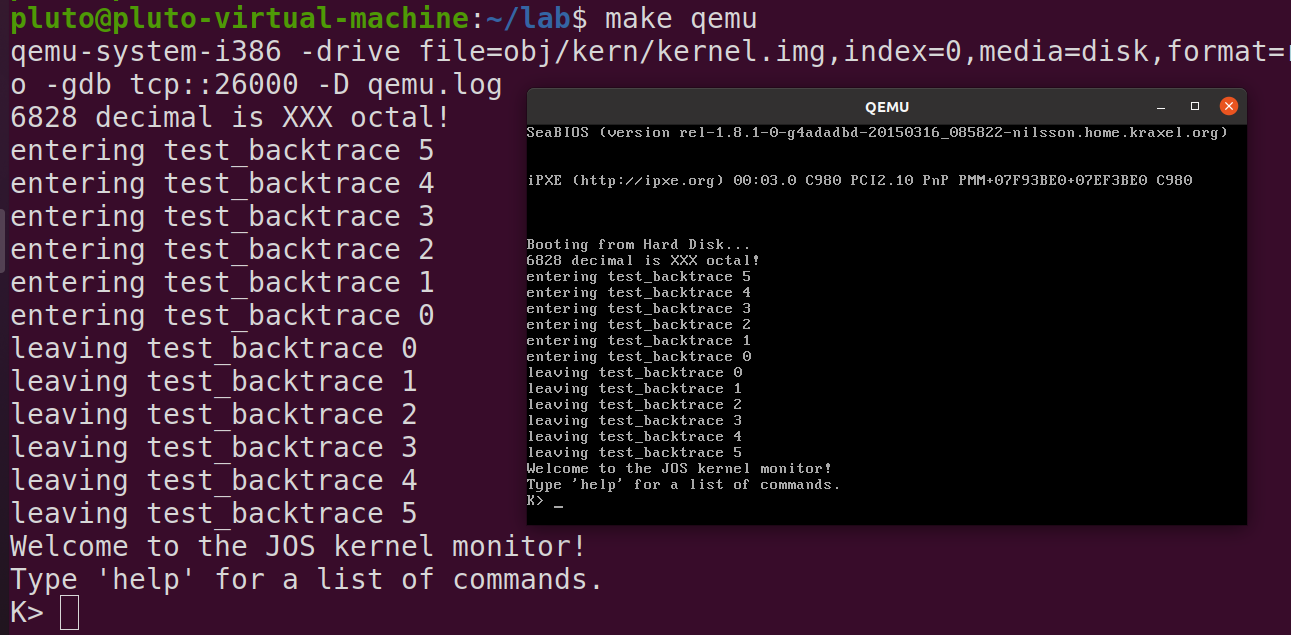 pluto@pluto-virtual-machine:~/lab$ make qemu
qemu-system-i386 -drive file=obj/kern/kernel.img,index=0,media=disk,format=
o -gdb tcp::26000 -D qemu.log
6828 decimal is XXX octal!
entering test_backtrace 5
entering test_backtrace 4
entering test_backtrace 3
entering test_backtrace 2
entering test_backtrace 1
entering test_backtrace 0
leaving test_backtrace 0
leaving test_backtrace 1
leaving test_backtrace 2
leaving test_backtrace 3
leaving test_backtrace 4
leaving test_backtrace 5
Welcome to the JOS kernel monitor!
Type 'help' for a list of commands.
K>
QEMU
SeaBIOS (version rel-1.8.1-0-g4adadbd-20150316_085822-nilsson.home.kraxel.org)
iPXE (http://ipxe.org) 00:03.0 C980 PCI2.10 PnP PMM+07F93BE0+07EF3BE0 C980
Booting from Hard Disk...
6828 decimal is XXX octal!
entering test_backtrace 5
entering test_backtrace 4
entering test_backtrace 3
entering test_backtrace 2
entering test_backtrace 1
entering test_backtrace 0
leaving test_backtrace 0
leaving test_backtrace 1
leaving test_backtrace 2
leaving test_backtrace 3
leaving test_backtrace 4
leaving test_backtrace 5
Welcome to the JOS kernel monitor!
Type 'help' for a list of commands.
K> _